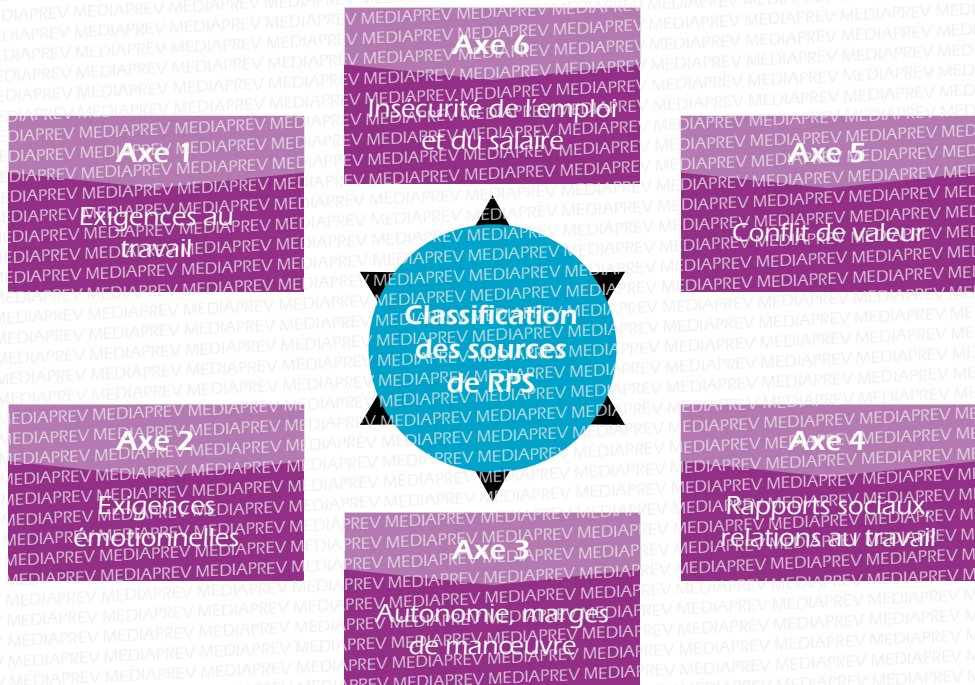 Axe 6
Insécurité de l'emploi
et du salaire
Axe 1
Exigences au
travail
Axe 5
Conflit de valeur
Classification
des sources
de RPS
Axe 2
Exigences
émotionnelles
Axe 4
Rapports sociaux,
relations au travail
Axe 3
Autonomie, marges
de manœuvre
MEDIAPREV